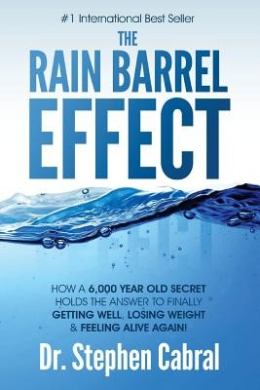 #1 International Best Seller
THE
RAIN BARREL
EFFECT
HOW A 6,000 YEAR OLD SECRET
HOLDS THE ANSWER TO FINALLY
GETTING WELL, LOSING WEIGHT
& FEELING ALIVE AGAIN!
Dr. Stephen Cabral